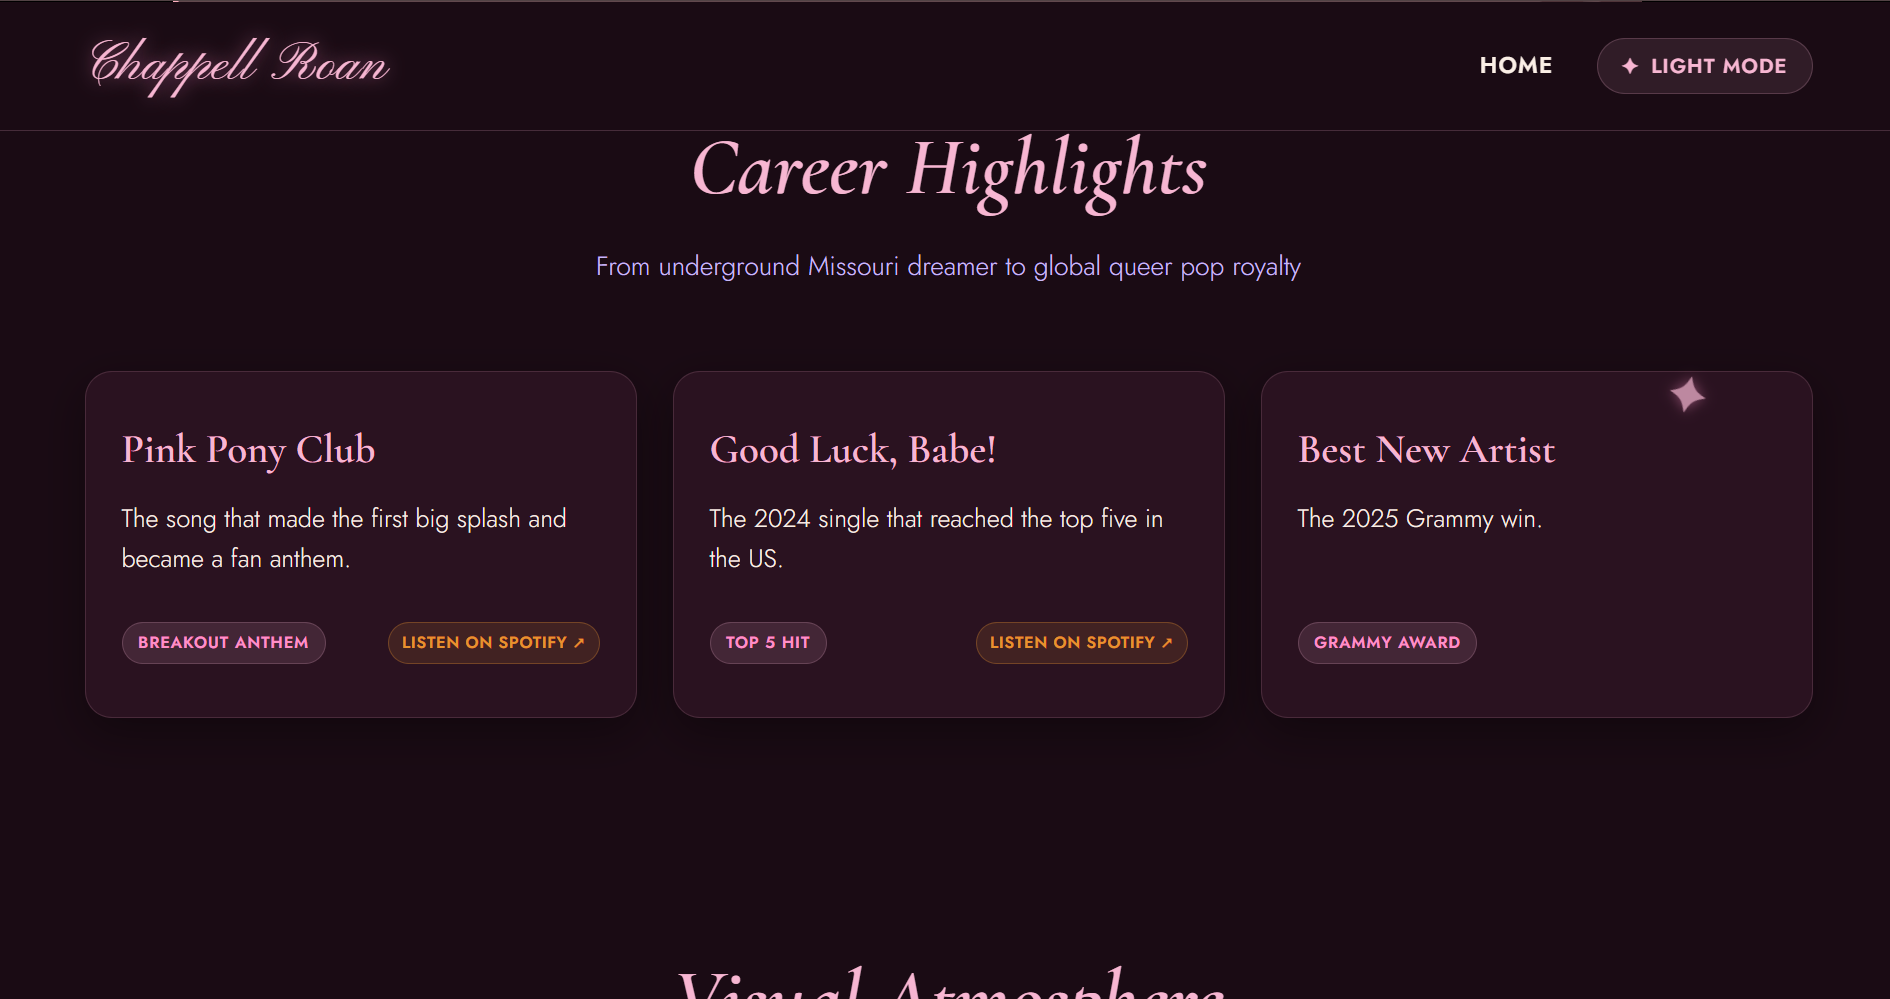 Chappell Roan
HOME
✦ LIGHT MODE
Career Highlights
From underground Missouri dreamer to global queer pop royalty
Pink Pony Club
The song that made the first big splash and
became a fan anthem.
BREAKOUT ANTHEM
LISTEN ON SPOTIFY ↗
Good Luck, Babe!
The 2024 single that reached the top five in
the US.
TOP 5 HIT
LISTEN ON SPOTIFY ↗
Best New Artist
The 2025 Grammy win.
GRAMMY AWARD
Visual Atmosphere